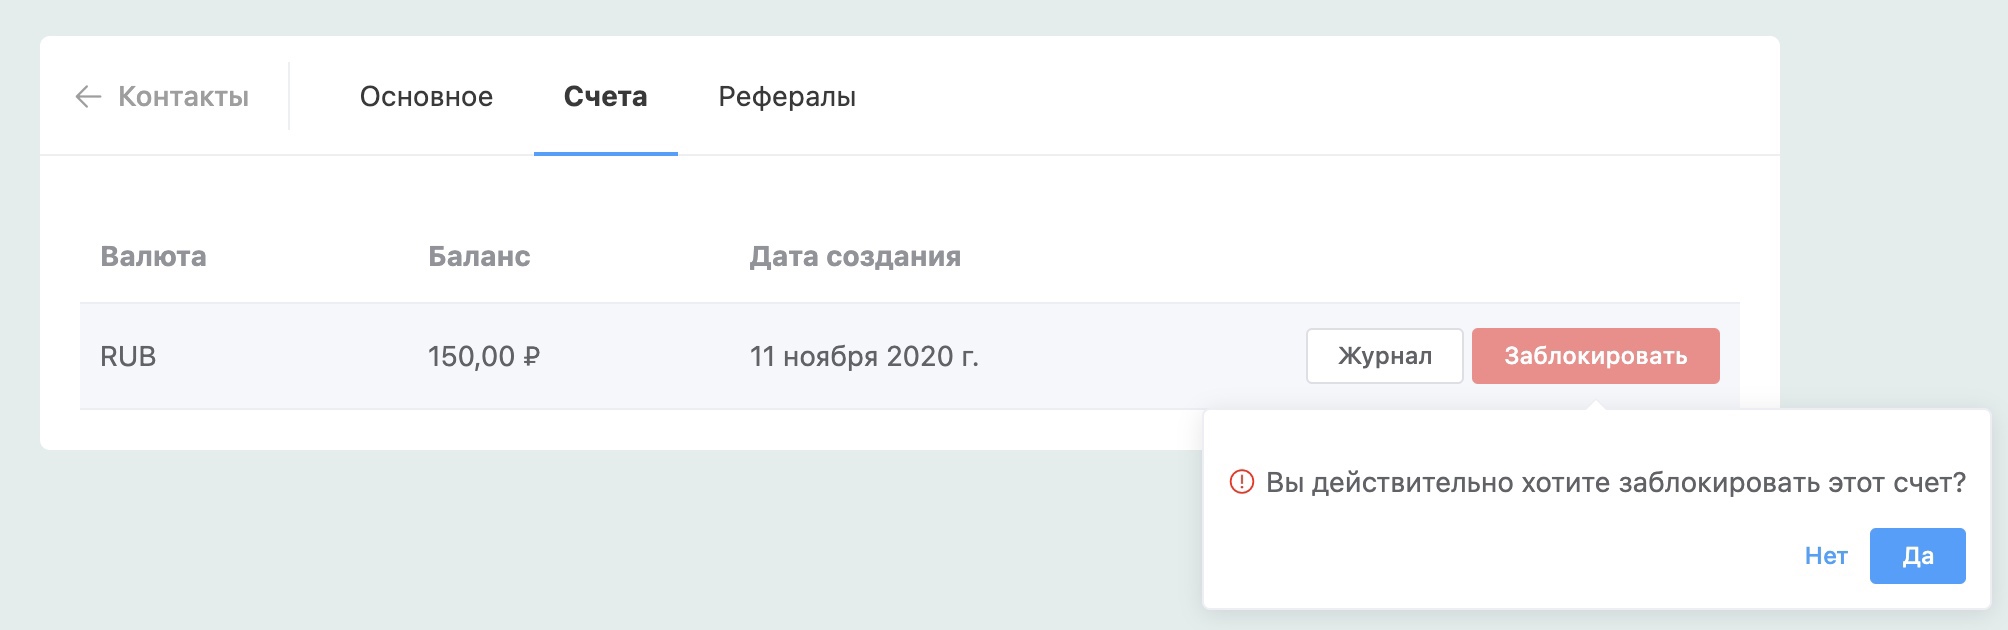 ← Контакты Основное Счета Рефералы
Валюта Баланс Дата создания
RUB 150,00 ₽ 11 ноября 2020 г. Журнал Заблокировать
Вы действительно хотите заблокировать этот счет?
Нет Да